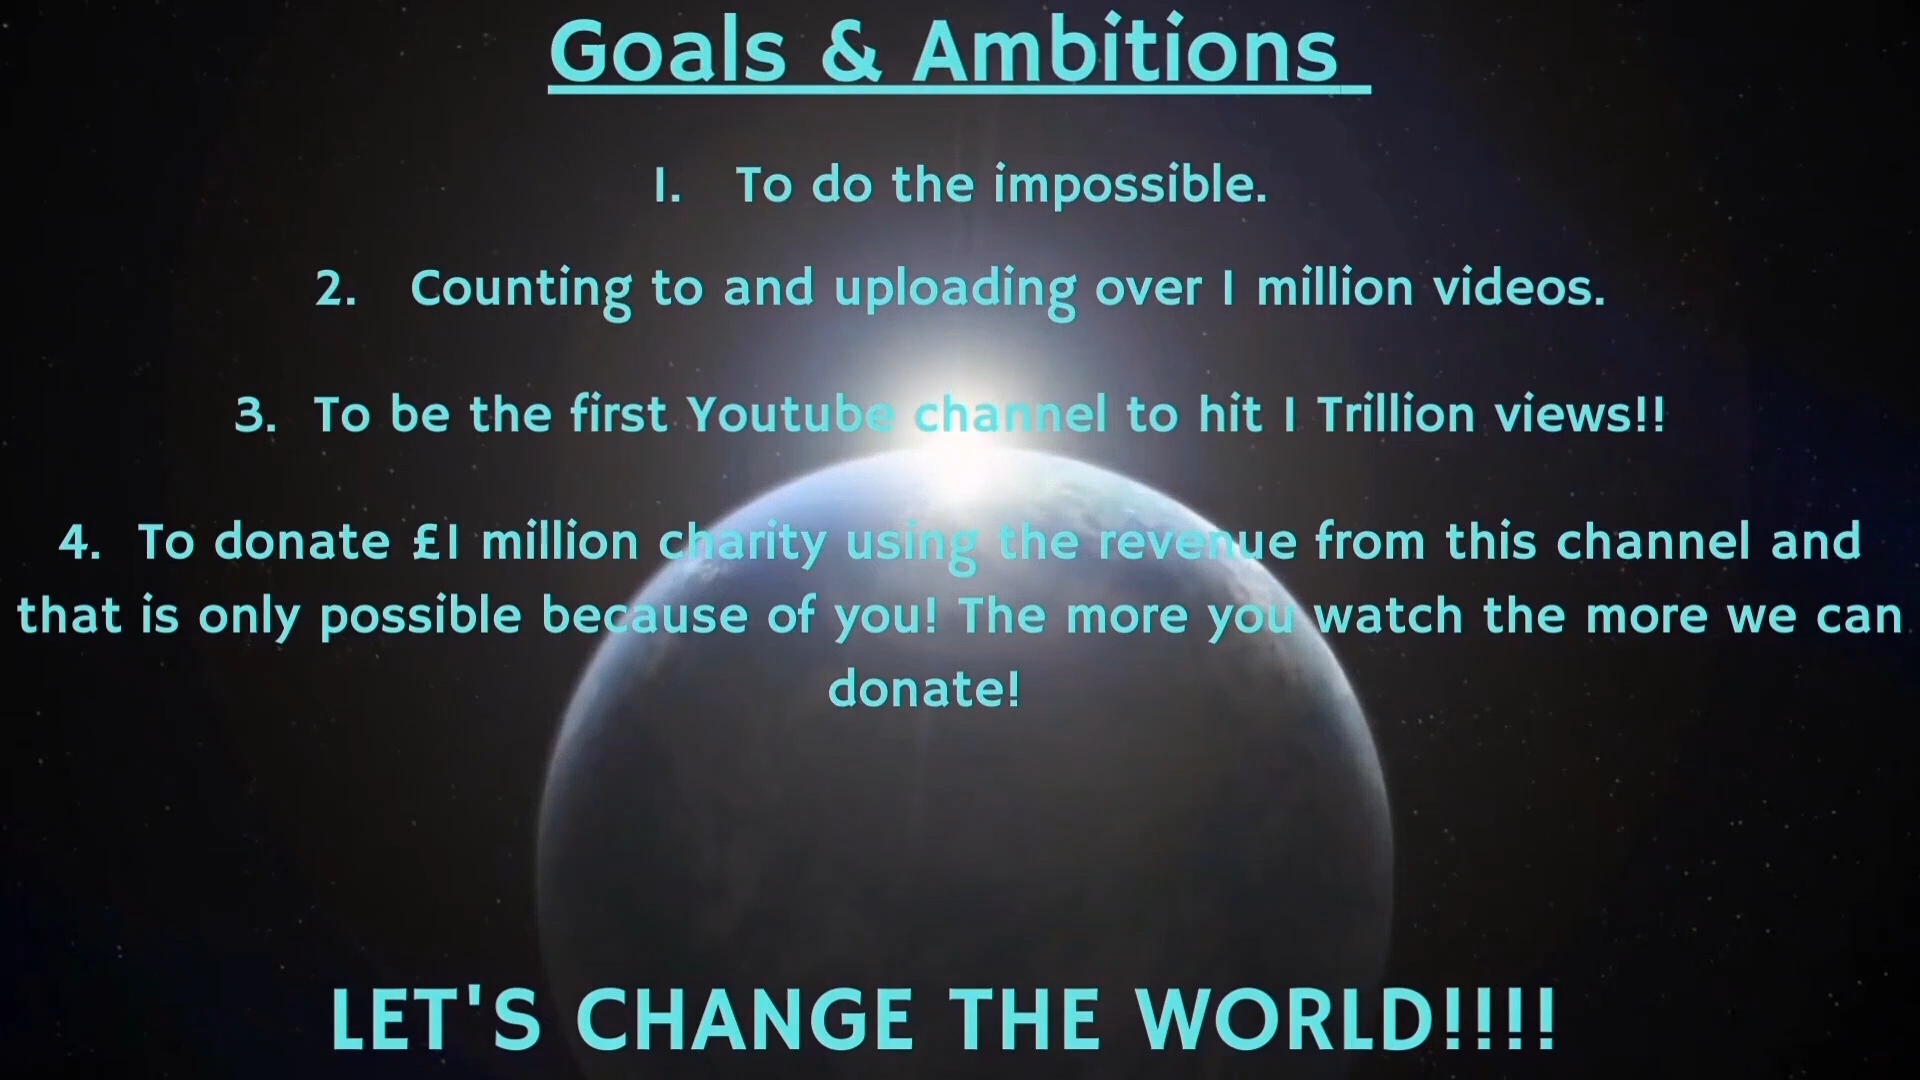 Goals & Ambitions
1. To do the impossible.
2. Counting to and uploading over 1 million videos.
3. To be the first Youtube channel to hit 1 Trillion views!!
4. To donate £1 million charity using the revenue from this channel and
that is only possible because of you! The more you watch the more we can
donate!
LET'S CHANGE THE WORLD!!!!